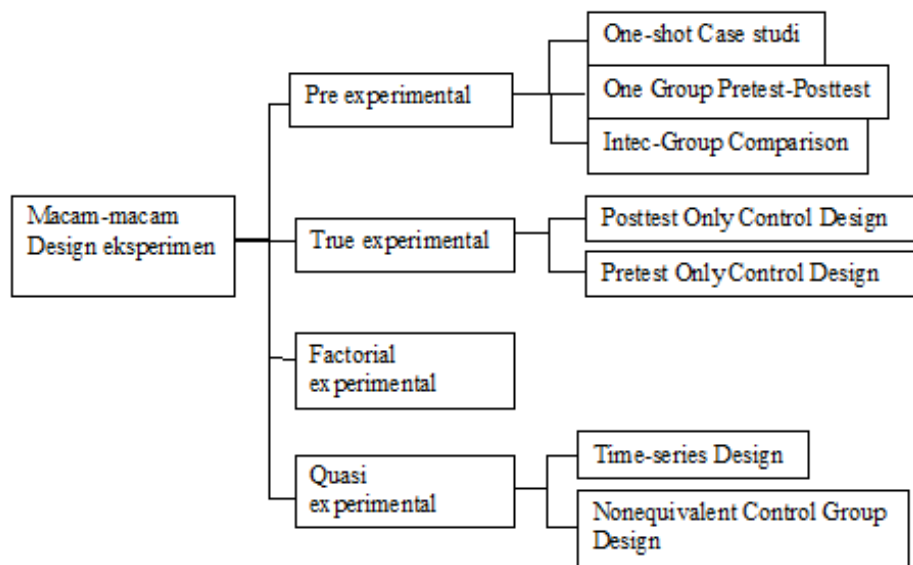 Macam-macam
Design eksperimen
Pre experimental
One-shot Case studi
One Group Pretest-Posttest
Intec-Group Comparison
True experimental
Posttest Only Control Design
Pretest Only Control Design
Factorial
experimental
Quasi
experimental
Time-series Design
Nonequivalent Control Group
Design